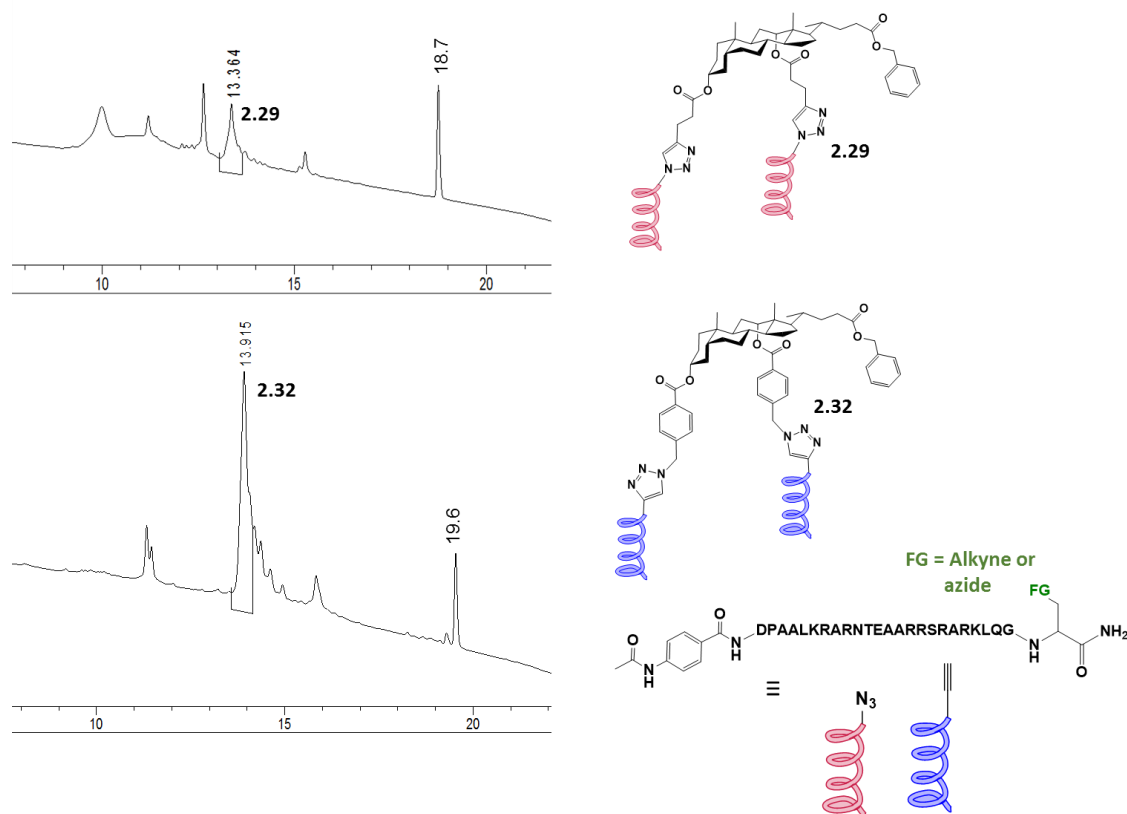 13.364
2.29
18.7
10
15
20
13.915
2.32
19.6
10
15
20
O
O
O
O
O
O
N
N
N
N
N
N
2.29
O
O
O
O
O
O
N
N
N
N
N
N
2.32
FG = Alkyne or
azide
FG
O
N
H
O
N
H
DPAALKRARNTEAARRSRARKLQG
N
H
O
NH2
≡
N3